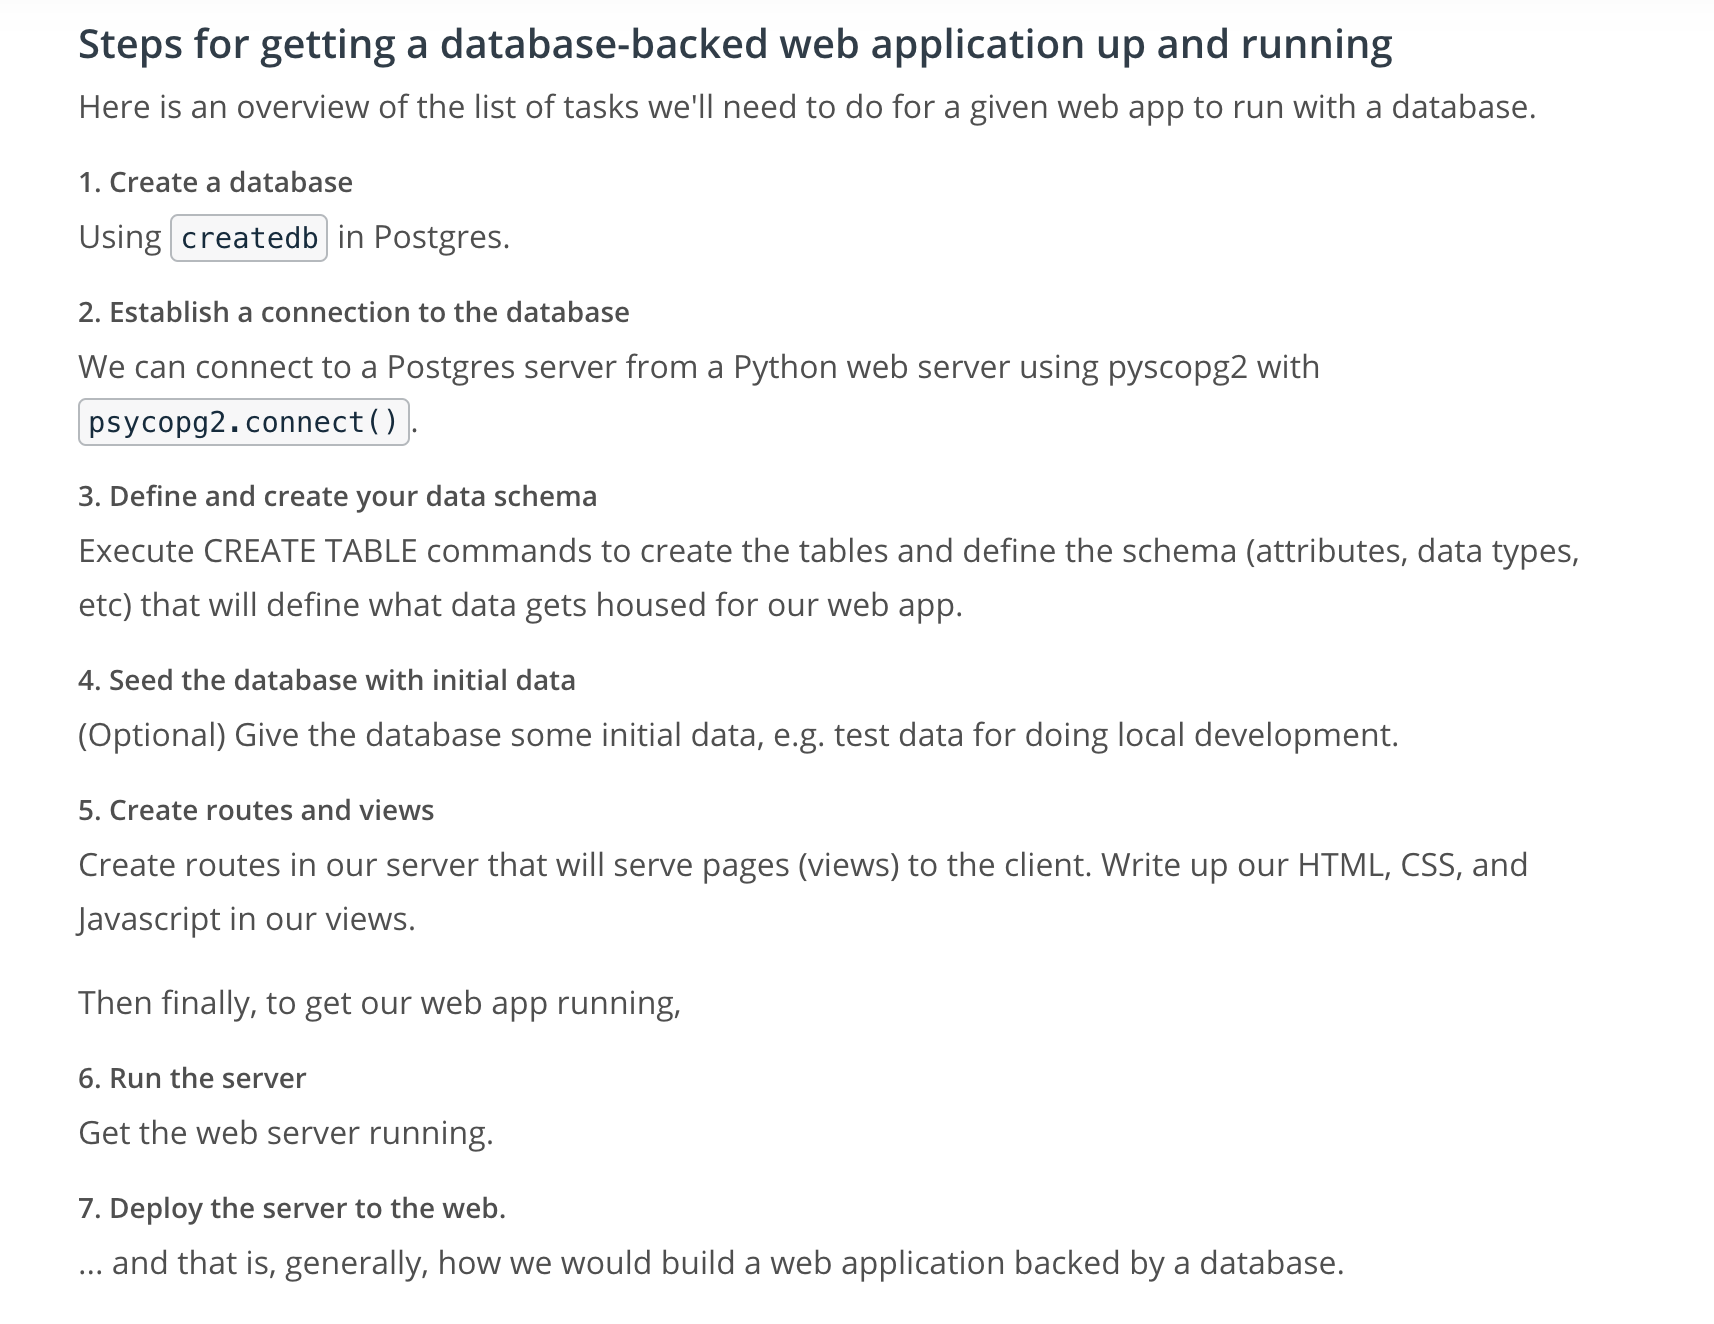 Steps for getting a database-backed web application up and running
Here is an overview of the list of tasks we'll need to do for a given web app to run with a database.
1. Create a database
Using createdb in Postgres.
2. Establish a connection to the database
We can connect to a Postgres server from a Python web server using pyscopg2 with
psycopg2.connect().
3. Define and create your data schema
Execute CREATE TABLE commands to create the tables and define the schema (attributes, data types,
etc) that will define what data gets housed for our web app.
4. Seed the database with initial data
(Optional) Give the database some initial data, e.g. test data for doing local development.
5. Create routes and views
Create routes in our server that will serve pages (views) to the client. Write up our HTML, CSS, and
Javascript in our views.
Then finally, to get our web app running,
6. Run the server
Get the web server running.
7. Deploy the server to the web.
... and that is, generally, how we would build a web application backed by a database.